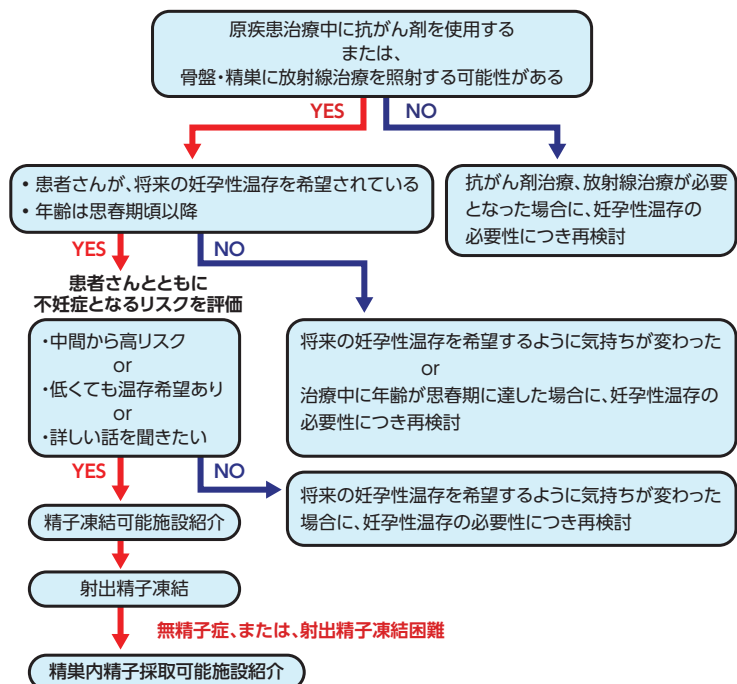 原疾患治療中に抗がん剤を使用する
または、
骨盤・精巣に放射線治療を照射する可能性がある
YES
NO
• 患者さんが、将来の妊孕性温存を希望されている
• 年齢は思春期頃以降
抗がん剤治療、放射線治療が必要
となった場合に、妊孕性温存の
必要性につき再検討
YES
NO
患者さんとともに
不妊症となるリスクを評価
・中間から高リスク
or
・低くても温存希望あり
or
・詳しい話を聞きたい
将来の妊孕性温存を希望するように気持ちが変わった
or
治療中に年齢が思春期に達した場合に、妊孕性温存の
必要性につき再検討
YES
NO
将来の妊孕性温存を希望するように気持ちが変わった
場合に、妊孕性温存の必要性につき再検討
精子凍結可能施設紹介
射出精子凍結
無精子症、または、射出精子凍結困難
精巣内精子採取可能施設紹介